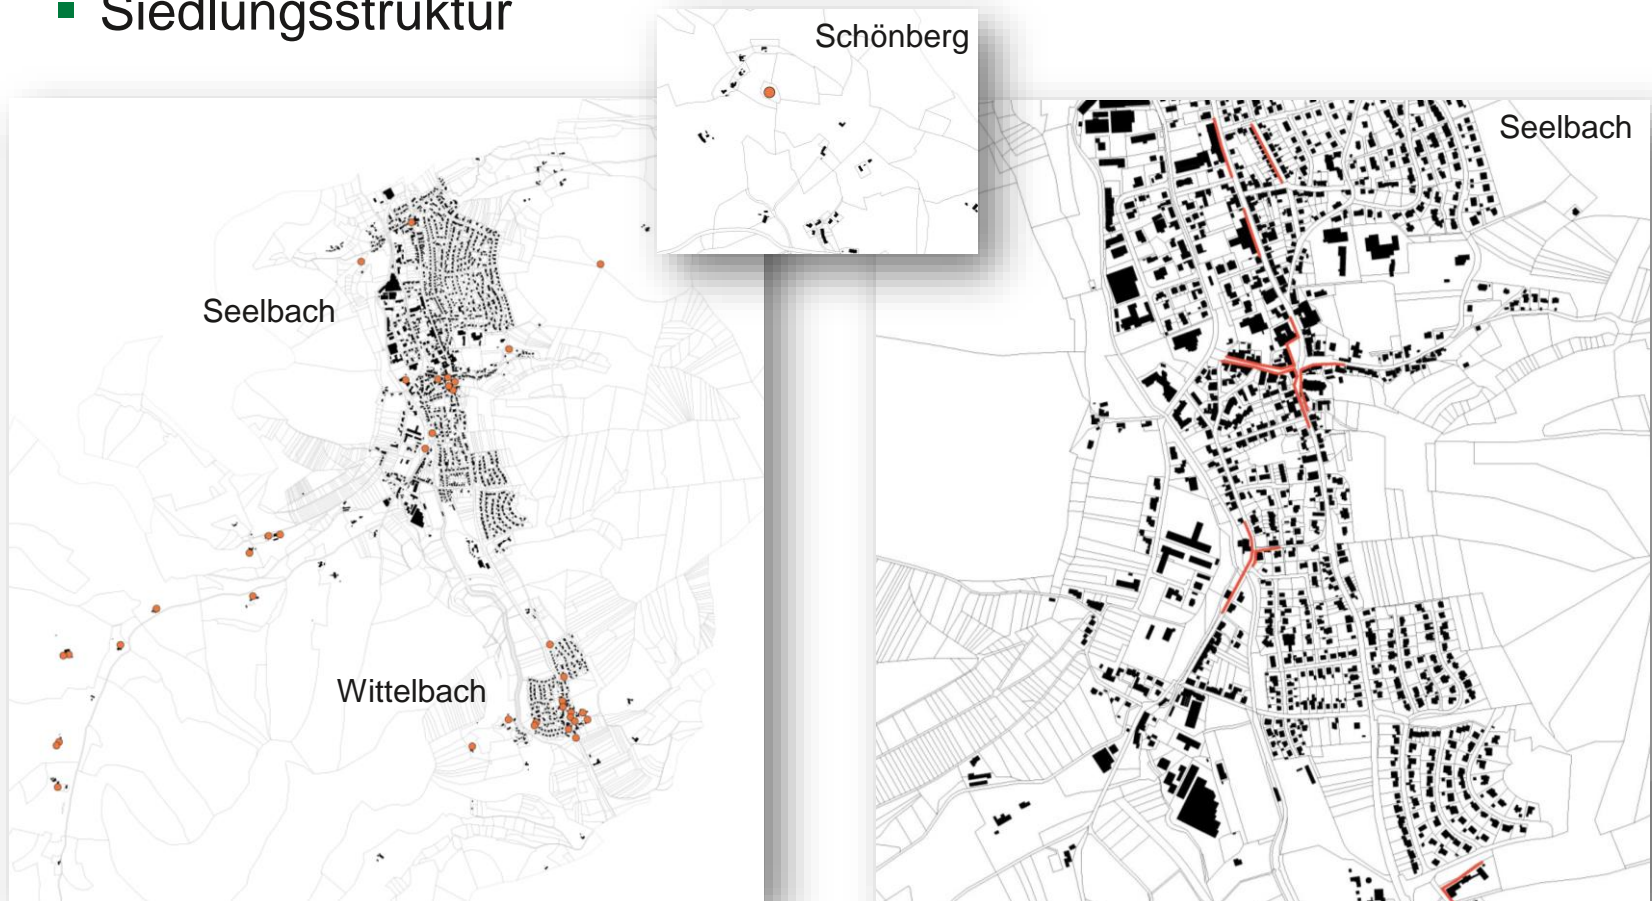 Siedlungsstruktur
Schönberg
Seelbach
Seelbach
Wittelbach